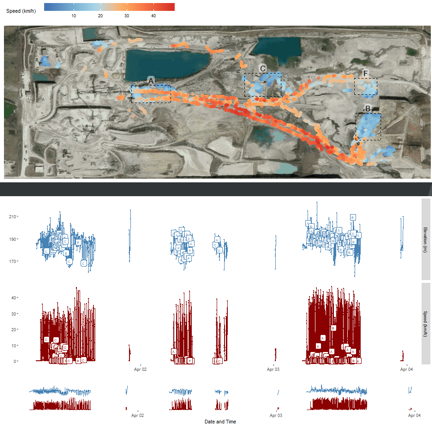 Speed (km/h)
10
20
30
40
A
C
F
B
210
190
170
Elevation (m)
40
30
20
10
0
Speed (km/h)
Apr 02
Apr 03
Apr 04
Apr 02
Apr 03
Apr 04
Date and Time